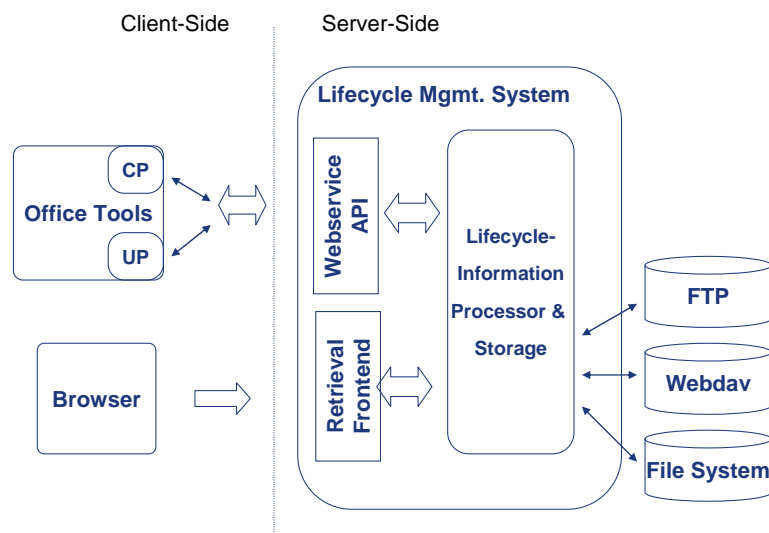 Client-Side
Server-Side
Lifecycle Mgmt. System
CP
Office Tools
UP
Webservice
API
Lifecycle-
Information
Processor &
Storage
FTP
Browser
Retrieval
Frontend
Webdav
File System